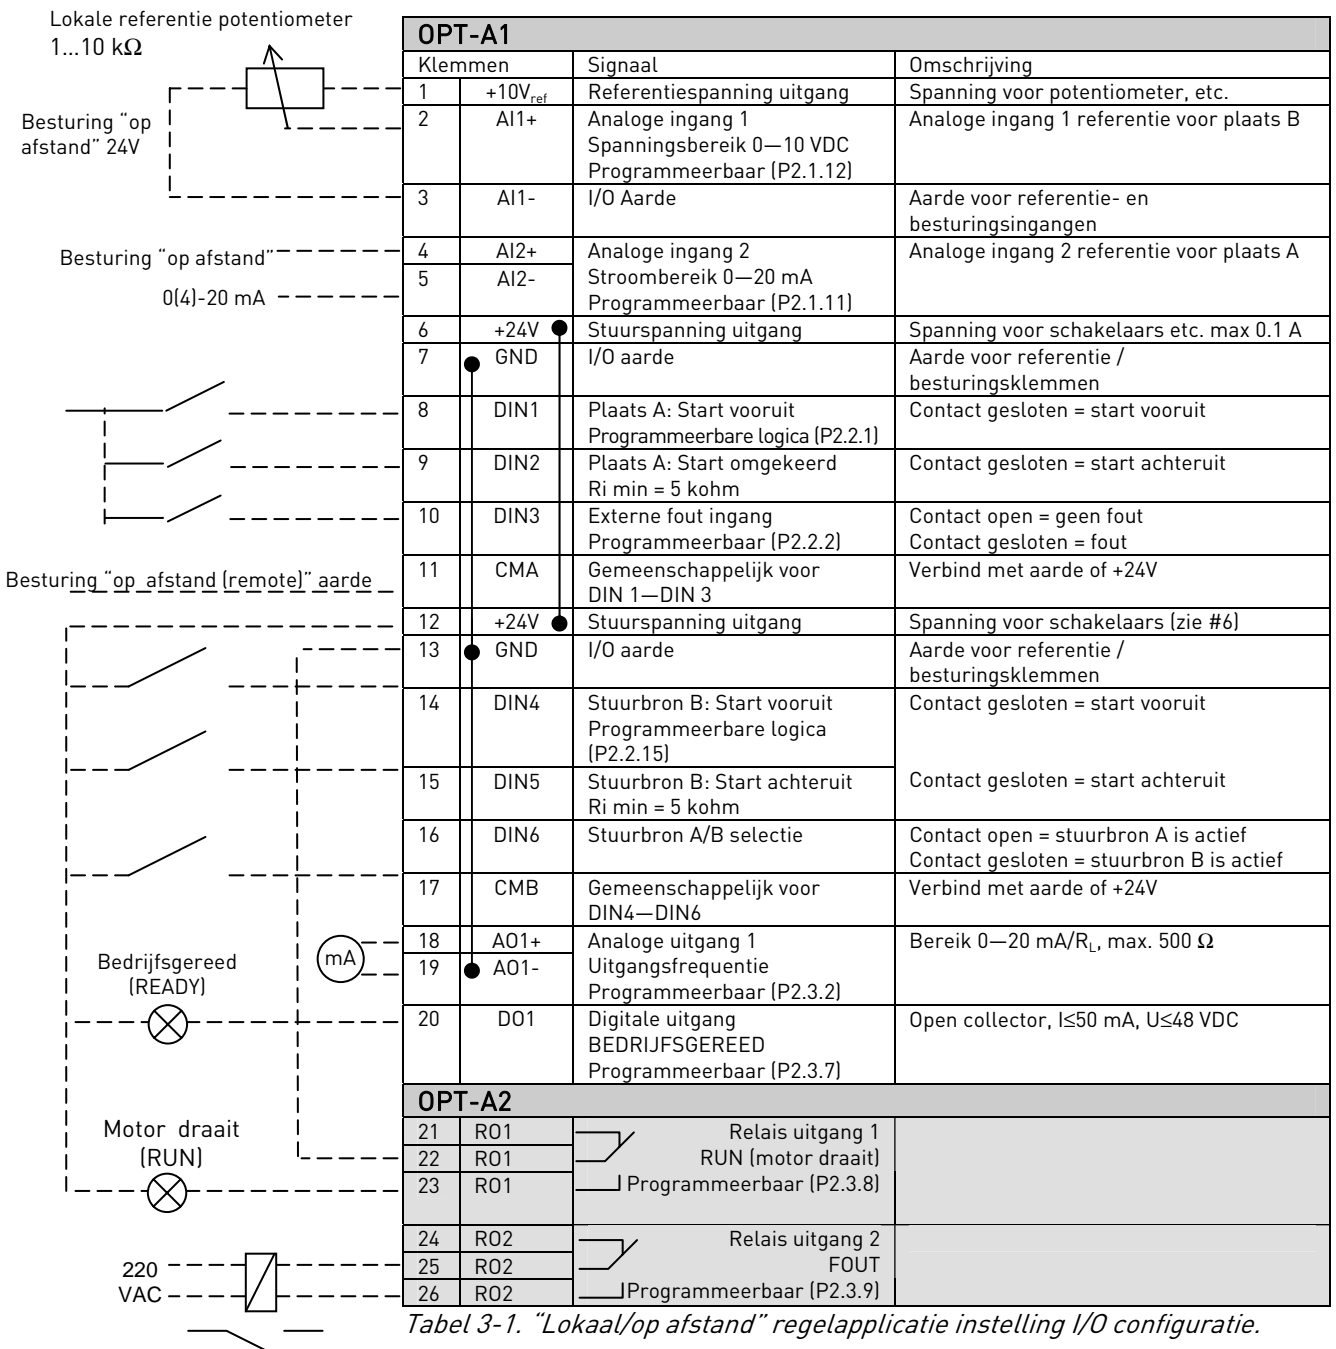 Lokale referentie potentiometer
1...10 kΩ
Besturing “op
afstand” 24V
Besturing “op afstand”
0(4)-20 mA
Besturing “op afstand (remote)” aarde
mA
Bedrijfsgereed
(READY)
Motor draait
(RUN)
220
VAC
OPT-A1
Klemmen Signaal Omschrijving
1 +10Vref Referentiespanning uitgang Spanning voor potentiometer, etc.
2 AI1+ Analoge ingang 1 Analoge ingang 1 referentie voor plaats B
Spanningsbereik 0—10 VDC
Programmeerbaar (P2.1.12)
3 AI1- I/O Aarde Aarde voor referentie- en
besturingsingangen
4 AI2+ Analoge ingang 2 Analoge ingang 2 referentie voor plaats A
5 AI2- Stroombereik 0—20 mA
Programmeerbaar (P2.1.11)
6 +24V Stuurspanning uitgang Spanning voor schakelaars etc. max 0.1 A
7 GND I/O aarde Aarde voor referentie /
besturingsklemmen
8 DIN1 Plaats A: Start vooruit Contact gesloten = start vooruit
Programmeerbare logica (P2.2.1)
9 DIN2 Plaats A: Start omgekeerd Contact gesloten = start achteruit
Ri min = 5 kohm
10 DIN3 Externe fout ingang Contact open = geen fout
Programmeerbaar (P2.2.2) Contact gesloten = fout
11 CMA Gemeenschappelijk voor Verbind met aarde of +24V
DIN 1—DIN 3
12 +24V Stuurspanning uitgang Spanning voor schakelaars (zie #6)
13 GND I/O aarde Aarde voor referentie /
besturingsklemmen
14 DIN4 Stuurbron B: Start vooruit Contact gesloten = start vooruit
Programmeerbare logica
(P2.2.15)
15 DIN5 Stuurbron B: Start achteruit Contact gesloten = start achteruit
Ri min = 5 kohm
16 DIN6 Stuurbron A/B selectie Contact open = stuurbron A is actief
Contact gesloten = stuurbron B is actief
17 CMB Gemeenschappelijk voor Verbind met aarde of +24V
DIN4—DIN6
18 AO1+ Analoge uitgang 1 Bereik 0—20 mA/RL, max. 500 Ω
19 AO1- Uitgangsfrequentie
Programmeerbaar (P2.3.2)
20 DO1 Digitale uitgang Open collector, I≤50 mA, U≤48 VDC
BEDRIJFSGEREED
Programmeerbaar (P2.3.7)
OPT-A2
21 RO1 Relais uitgang 1
22 RO1 RUN (motor draait)
23 RO1 Programmeerbaar (P2.3.8)
24 RO2 Relais uitgang 2
25 RO2 FOUT
26 RO2 Programmeerbaar (P2.3.9)
Tabel 3-1. “Lokaal/op afstand” regelapplicatie instelling I/O configuratie.